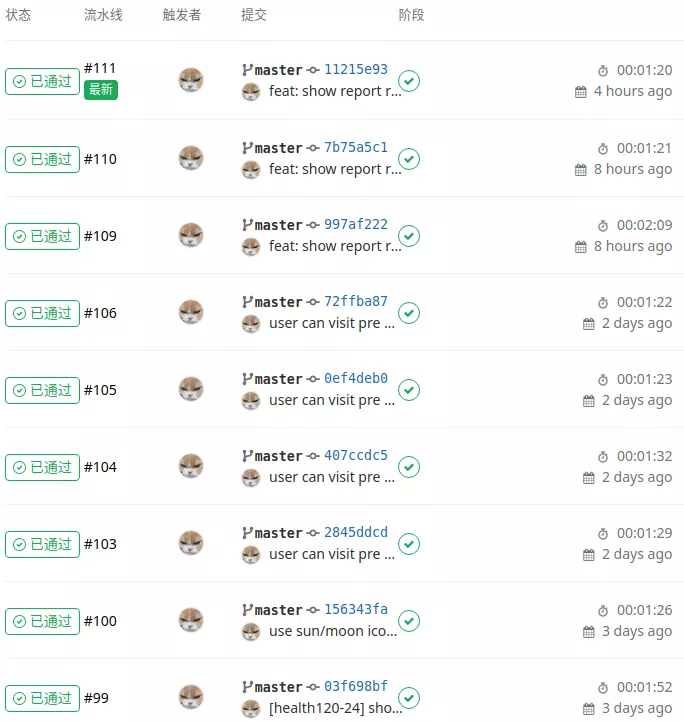 状态 流水线 触发者 提交 阶段
已通过 #111 master 11215e93 00:01:20
最新 feat: show report r... 4 hours ago
已通过 #110 master 7b75a5c1 00:01:21
feat: show report r... 8 hours ago
已通过 #109 master 997af222 00:02:09
feat: show report r... 8 hours ago
已通过 #106 master 72ffba87 00:01:22
user can visit pre ... 2 days ago
已通过 #105 master 0ef4deb0 00:01:23
user can visit pre ... 2 days ago
已通过 #104 master 407ccdc5 00:01:32
user can visit pre ... 2 days ago
已通过 #103 master 2845ddcd 00:01:29
user can visit pre ... 2 days ago
已通过 #100 master 156343fa 00:01:26
use sun/moon ico... 3 days ago
已通过 #99 master 03f698bf 00:01:52
[health120-24] sho... 3 days ago